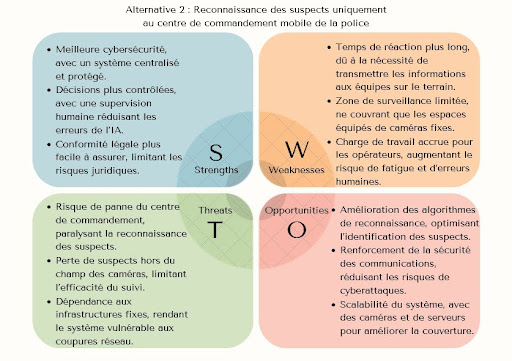 Alternative 2 : Reconnaissance des suspects uniquement
au centre de commandement mobile de la police
• Meilleure cybersécurité,
avec un système centralisé
et protégé.
• Décisions plus contrôlées,
avec une supervision
humaine réduisant les
erreurs de l'IA.
• Conformité légale plus
facile à assurer, limitant les
risques juridiques.
S
Strengths
• Temps de réaction plus long,
dû à la nécessité de
transmettre les informations
aux équipes sur le terrain.
• Zone de surveillance limitée,
ne couvrant que les espaces
équipés de caméras fixes.
• Charge de travail accrue pour
les opérateurs, augmentant le
risque de fatigue et d'erreurs
humaines.
W
Weaknesses
• Risque de panne du centre
de commandement,
paralysant la reconnaissance
des suspects.
• Perte de suspects hors du
champ des caméras, limitant
l'efficacité du suivi.
• Dépendance aux
infrastructures fixes, rendant
le système vulnérable aux
coupures réseau.
Threats
T
Opportunities
O
• Amélioration des algorithmes
de reconnaissance, optimisant
l'identification des suspects.
• Renforcement de la sécurité
des communications,
réduisant les risques de
cyberattaques.
• Scalabilité du système, avec
des caméras et de serveurs
pour améliorer la couverture.